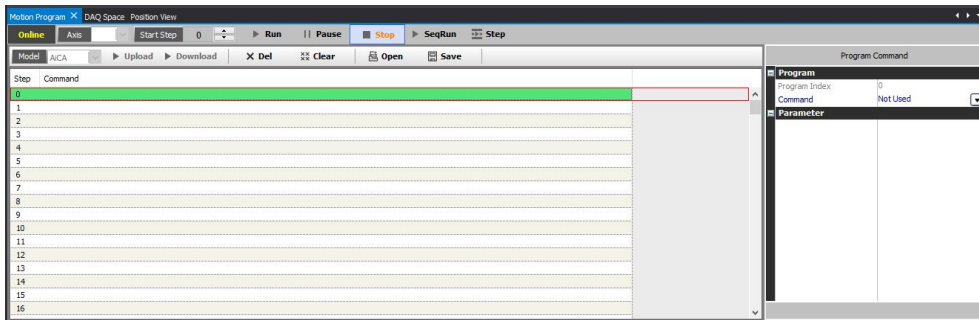 Motion Program DAQ Space Position View
Online Axis Start Step 0 Run Pause Stop SeqRun Step
Model AiCA Upload Download Del Clear Open Save
Program Command
Step Command
Program
Program Index 0
Command Not Used
Parameter
0
1
2
3
4
5
6
7
8
9
10
11
12
13
14
15
16